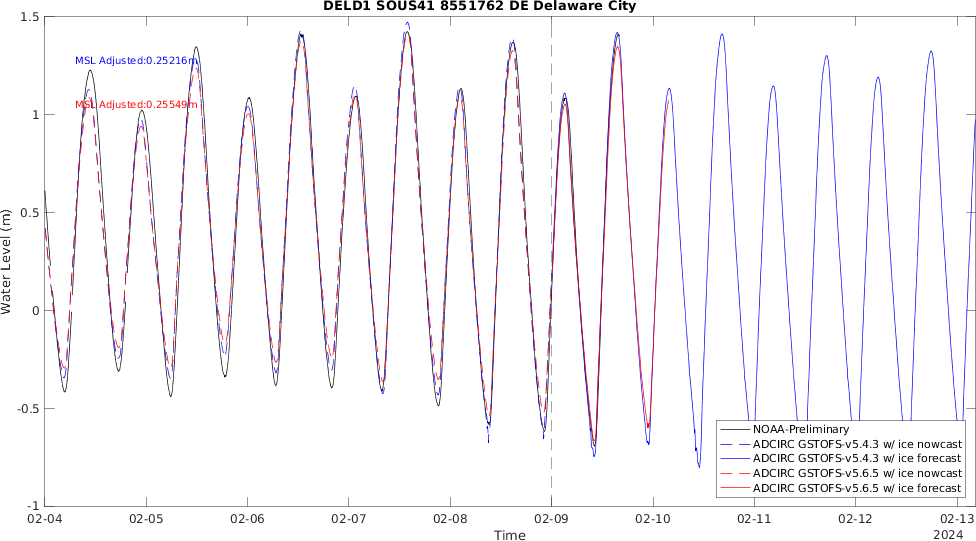 DELD1 SOUS41 8551762 DE Delaware City
1.5
MSL Adjusted:0.25216m
MSL Adjusted:0.25549m
1
0.5
Water Level (m)
0
-0.5
-1
NOAA-Preliminary
ADCIRC GSTOFS-v5.4.3 w/ ice nowcast
ADCIRC GSTOFS-v5.4.3 w/ ice forecast
ADCIRC GSTOFS-v5.6.5 w/ ice nowcast
ADCIRC GSTOFS-v5.6.5 w/ ice forecast
02-04 02-05 02-06 02-07 02-08 02-09 02-10 02-11 02-12 02-13
Time
2024